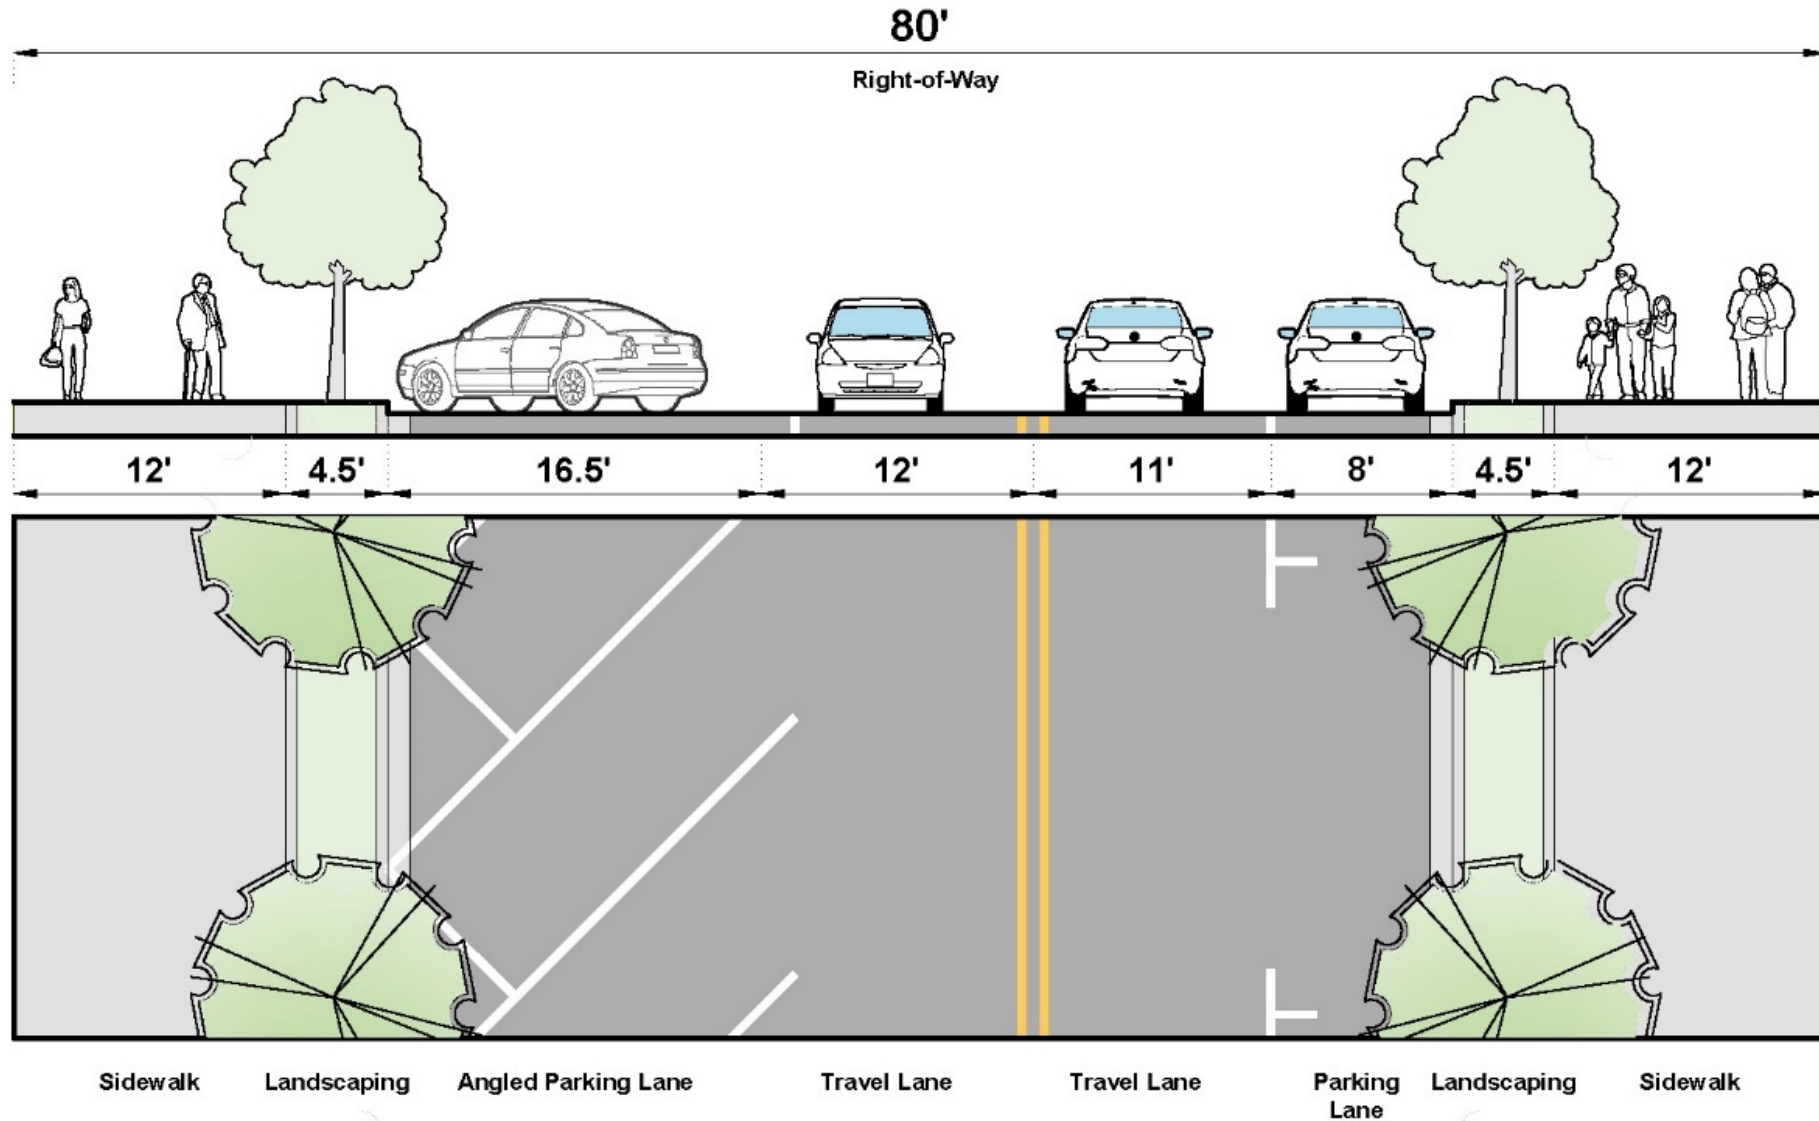 80'
Right-of-Way
12' 4.5' 16.5' 12' 11' 8' 4.5' 12'
Sidewalk Landscaping Angled Parking Lane Travel Lane Travel Lane Parking Landscaping Sidewalk
Lane